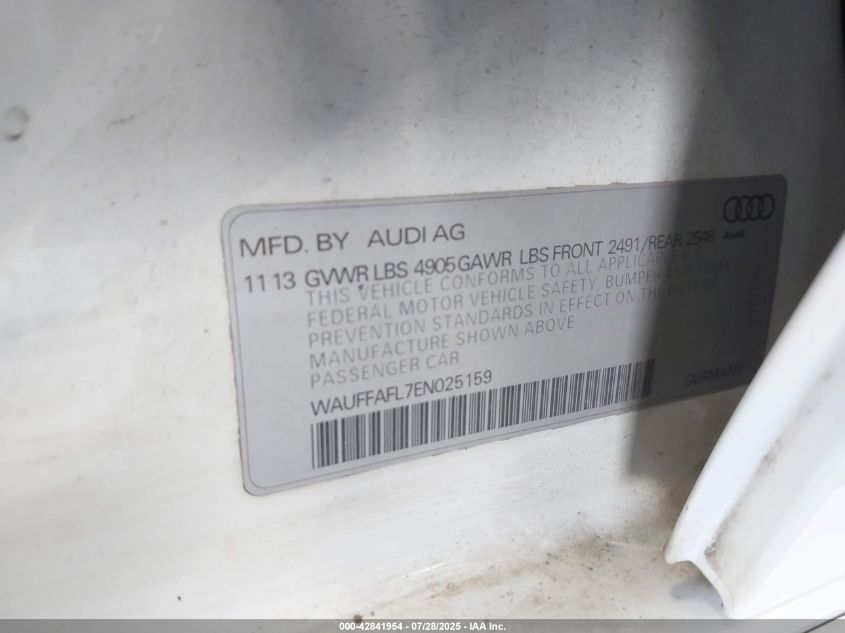 MFD. BY AUDI AG
Audi
11 13 GVWR LBS 4905 GAWR LBS FRONT 2491/REAR 2546
THIS VEHICLE CONFORMS TO ALL APPLICABLE U.S.
FEDERAL MOTOR VEHICLE SAFETY, BUMPER AND THEFT
PREVENTION STANDARDS IN EFFECT ON THE DATE OF
MANUFACTURE SHOWN ABOVE
PASSENGER CAR
WAUFFAFL7EN025159
GERMANY
000-42841954 - 07/28/2025 - IAA Inc.